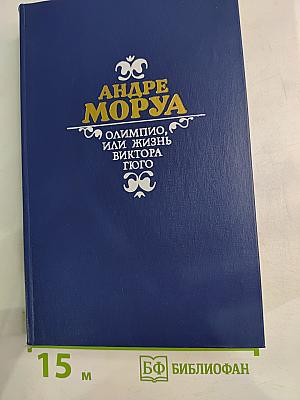 АНДРЕ
МОРУА
ОЛИМПИО,
ИЛИ ЖИЗНЬ
ВИКТОРА
ГЮГО
15 м
БФ БИБЛИОФАН